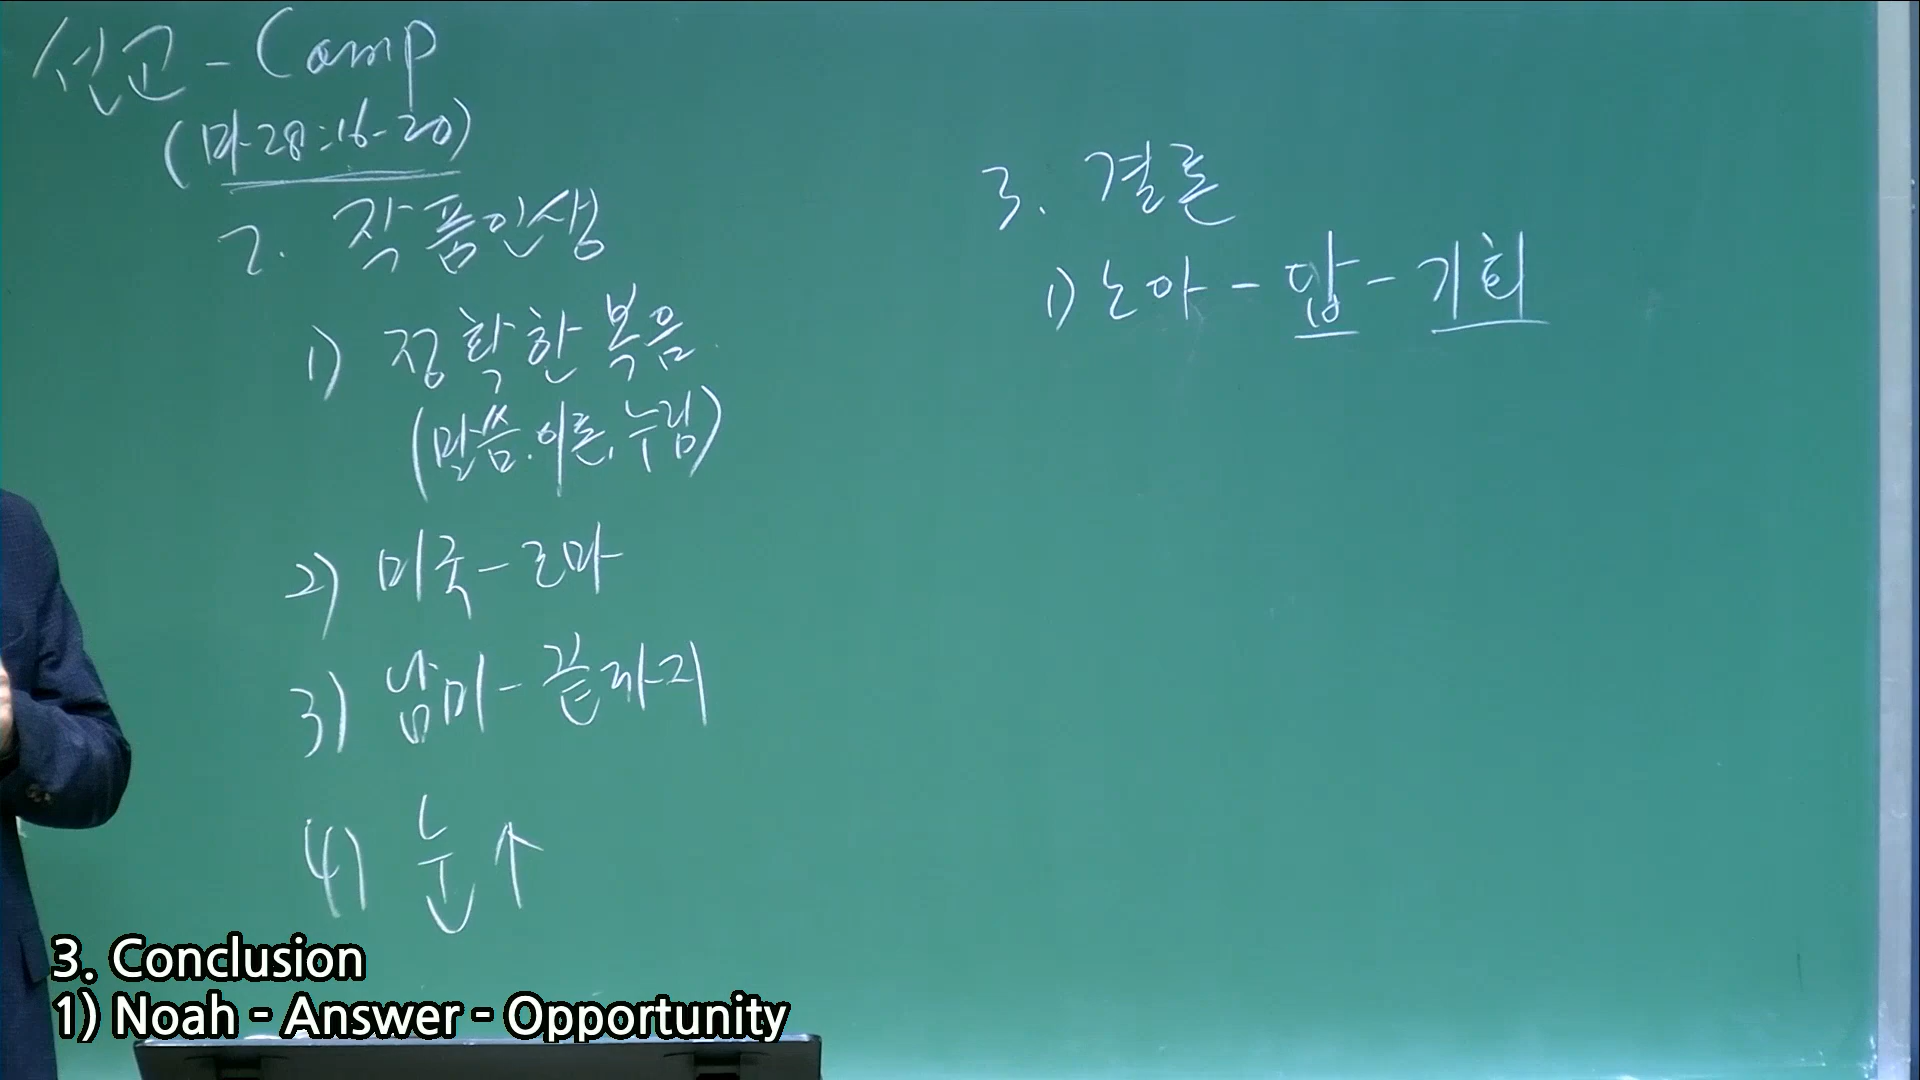 선교 - Camp
(마 28:16-20)
2. 작품인생
1) 정확한 복음
(말씀. 이론. 누림)
2) 미국 - 로마
3) 남미 - 끝까지
4) 눈 ↑
3. 결론
1) 노아 - 답 - 기회
3. Conclusion
1) Noah - Answer - Opportunity